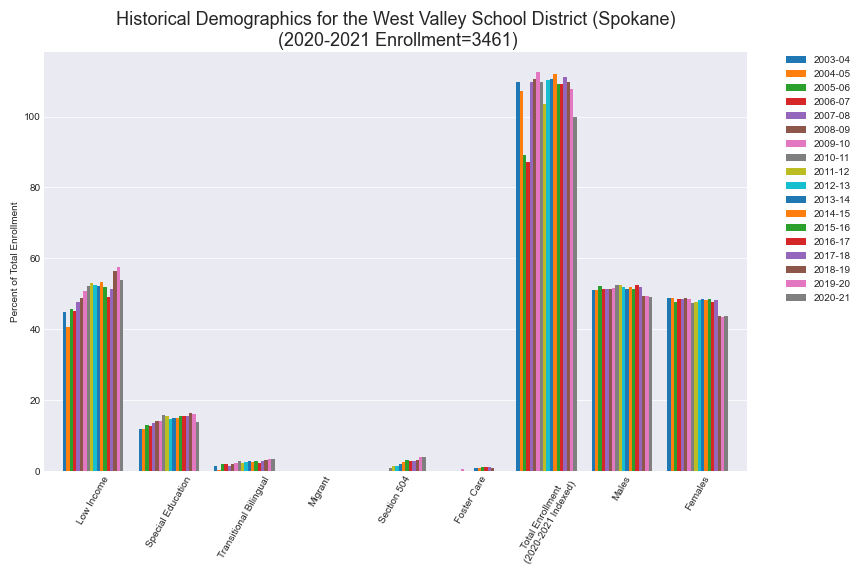 Historical Demographics for the West Valley School District (Spokane)
(2020-2021 Enrollment=3461)
Percent of Total Enrollment
100
80
60
40
20
0
Low Income
Special Education
Transitional Bilingual
Migrant
Section 504
Foster Care
Total Enrollment
(2020-2021 Indexed)
Males
Females
2003-04
2004-05
2005-06
2006-07
2007-08
2008-09
2009-10
2010-11
2011-12
2012-13
2013-14
2014-15
2015-16
2016-17
2017-18
2018-19
2019-20
2020-21